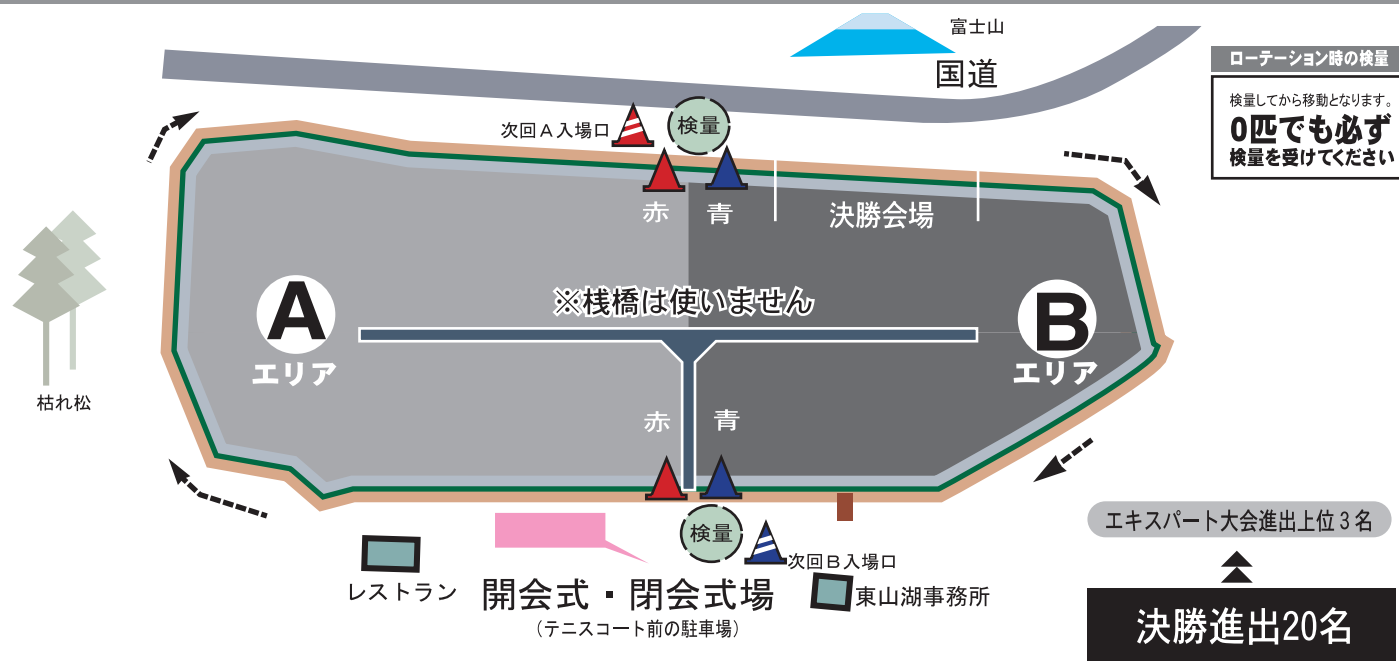 富士山
国道
ローテーション時の検量
検量してから移動となります。
0匹でも必ず
検量を受けてください
次回A入場口
検量
赤
青
決勝会場
A
エリア
※桟橋は使いません
B
エリア
枯れ松
赤
青
検量
次回B入場口
レストラン
開会式・閉会式場
(テニスコート前の駐車場)
東山湖事務所
エキスパート大会進出上位3名
決勝進出20名